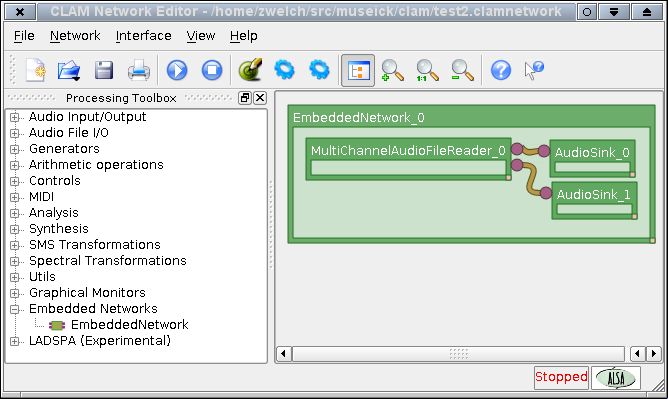 CLAM Network Editor - /home/zweich/src/museick/clam/test2.clamnetwork
File Network Interface View Help
1:1
Processing Toolbox
Audio Input/Output
Audio File I/O
Generators
Arithmetic operations
Controls
MIDI
Analysis
Synthesis
SMS Transformations
Spectral Transformations
Utils
Graphical Monitors
Embedded Networks
EmbeddedNetwork
LADSPA (Experimental)
EmbeddedNetwork_0
MultiChannelAudioFileReader_0
AudioSink_0
AudioSink_1
Stopped
ALSA